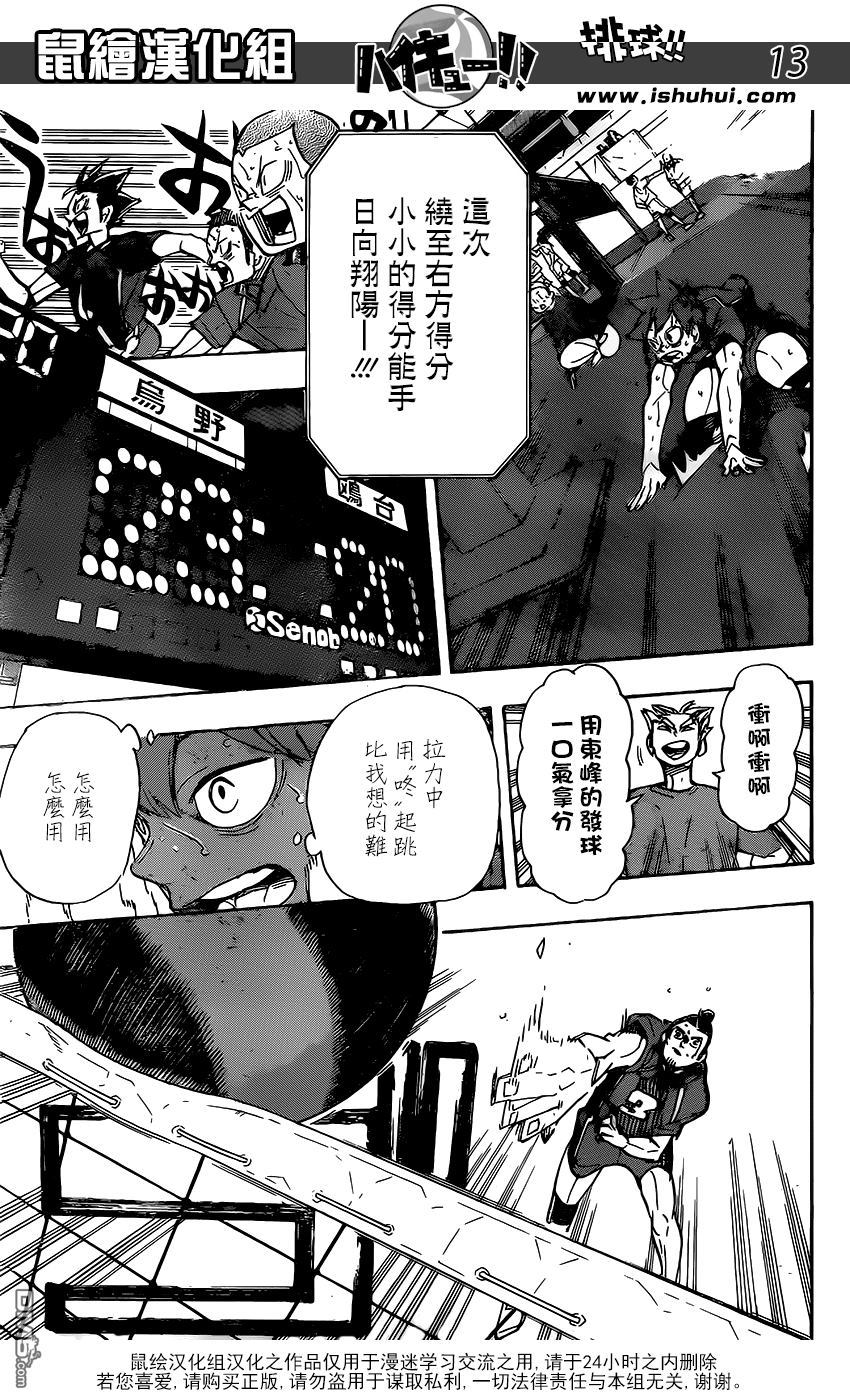 鼠繪漢化組
ハイキュー!!
排球!!
13
www.ishuhui.com
這次
繞至右方得分
小小的得分能手
日向翔陽—!!!
おお
おお
烏野
鷗台
23:20
Senoh
衝啊衝啊
用東峰的發球
一口氣拿分
拉力中
用“咚”起跳
比我想的難
怎麼用
怎麼用
3
鼠绘汉化组汉化之作品仅用于漫迷学习交流之用, 请于24小时之内删除
若您喜爱, 请购买正版, 请勿盗用于谋取私利, 一切法律责任与本组无关, 谢谢。